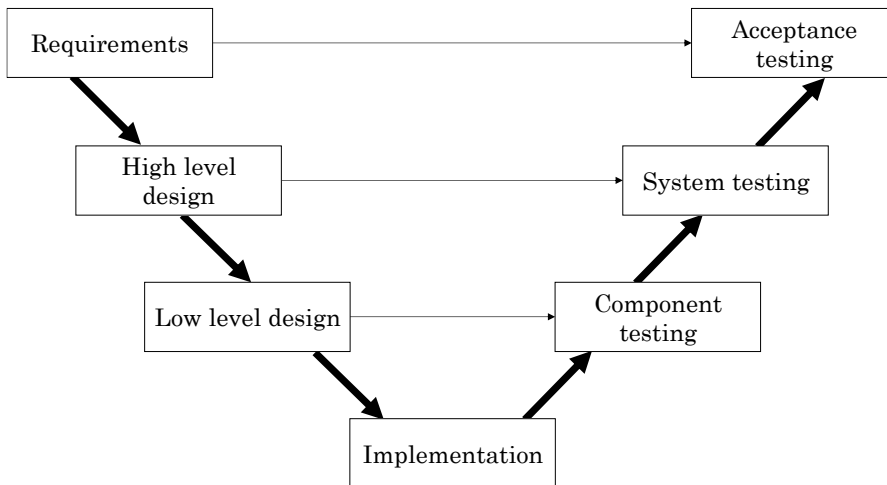 Requirements
Acceptance
testing
High level
design
System testing
Low level design
Component
testing
Implementation